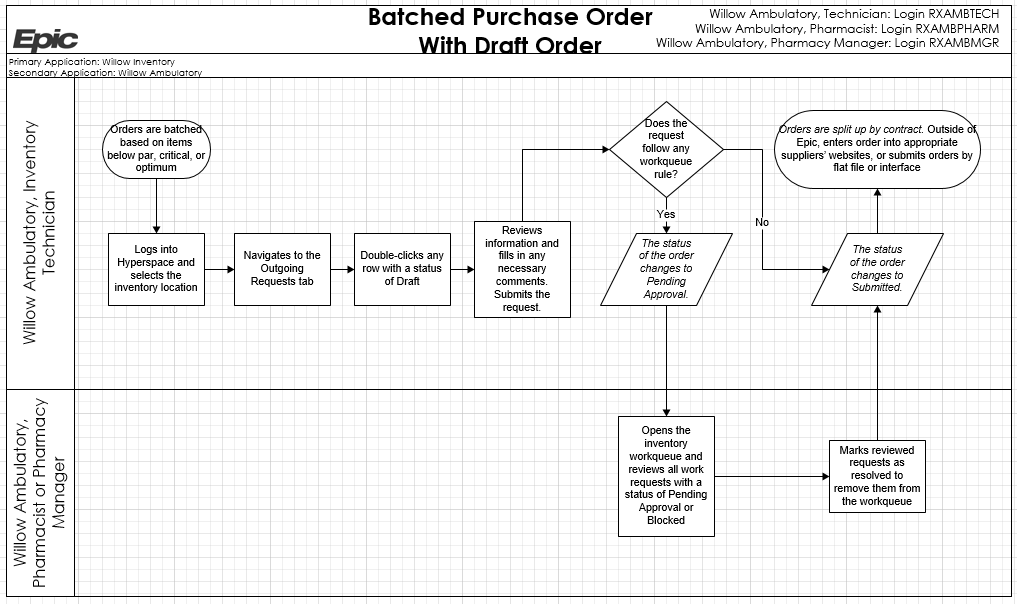 Batched Purchase Order
With Draft Order
Willow Ambulatory, Technician: Login RXAMBTECH
Willow Ambulatory, Pharmacist: Login RXAMBPHARM
Willow Ambulatory, Pharmacy Manager: Login RXAMBMGR
Epic
Primary Application: Willow Inventory
Secondary Application: Willow Ambulatory
Willow Ambulatory, Inventory
Technician
Orders are batched
based on items
below par, critical, or
optimum
Logs into
Hyperspace and
selects the
inventory location
Navigates to the
Outgoing
Requests tab
Double-clicks any
row with a status
of Draft
Reviews
information and
fills in any
necessary
comments.
Submits the
request.
Does the
request
follow any
workqueue
rule?
Yes
No
The status
of the order
changes to
Pending
Approval.
The status
of the order
changes to
Submitted.
Orders are split up by contract. Outside of
Epic, enters order into appropriate
suppliers' websites, or submits orders by
flat file or interface
Willow Ambulatory,
Pharmacist or Pharmacy
Manager
Opens the
inventory
workqueue and
reviews all work
requests with a
status of Pending
Approval or
Blocked
Marks reviewed
requests as
resolved to
remove them from
the workqueue